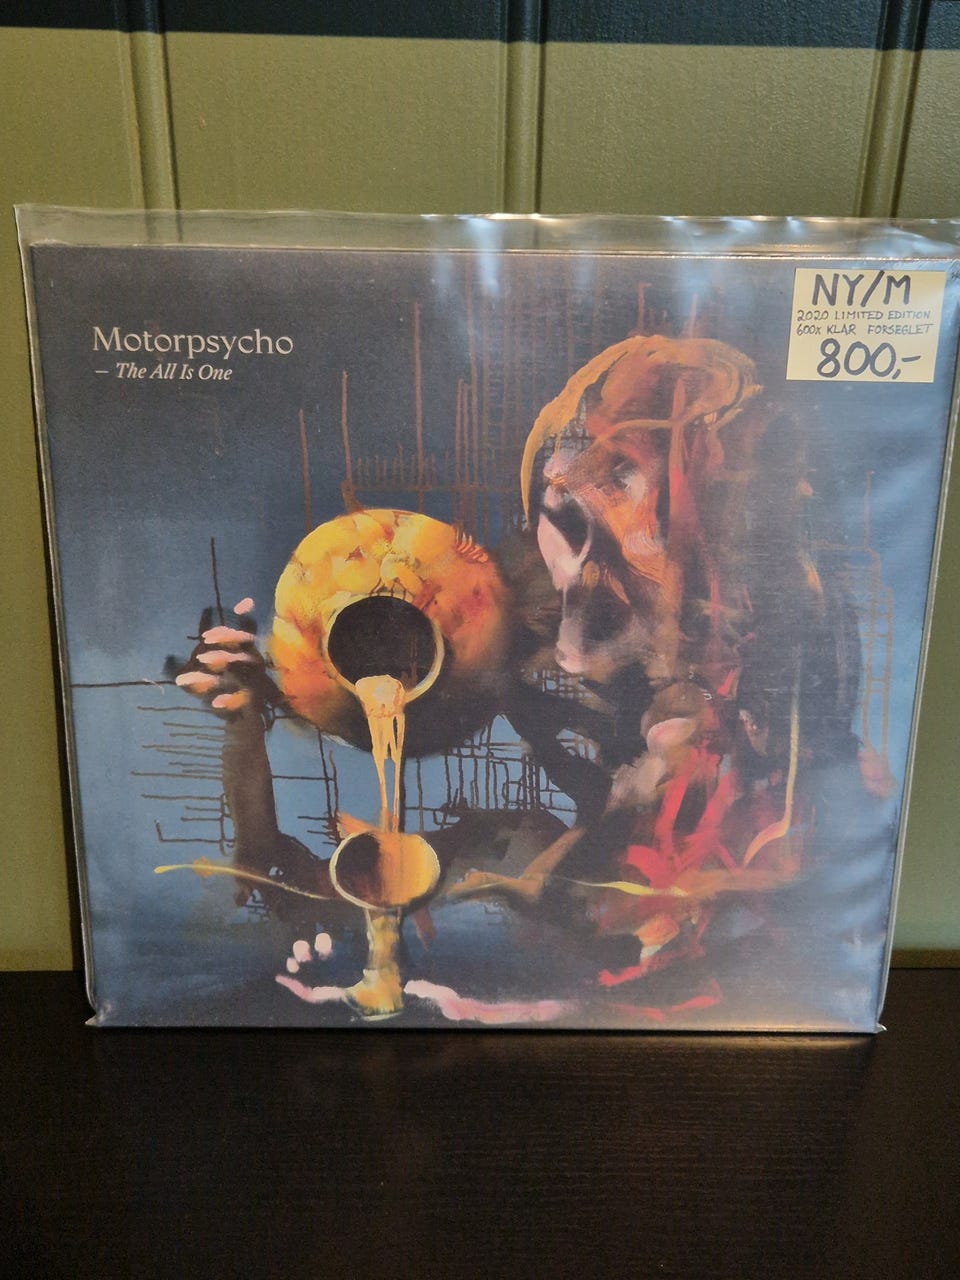 Motorpsycho
– The All Is One
NY/M
2020 LIMITED EDITION
600x KLAR FORSEGLET
800,-